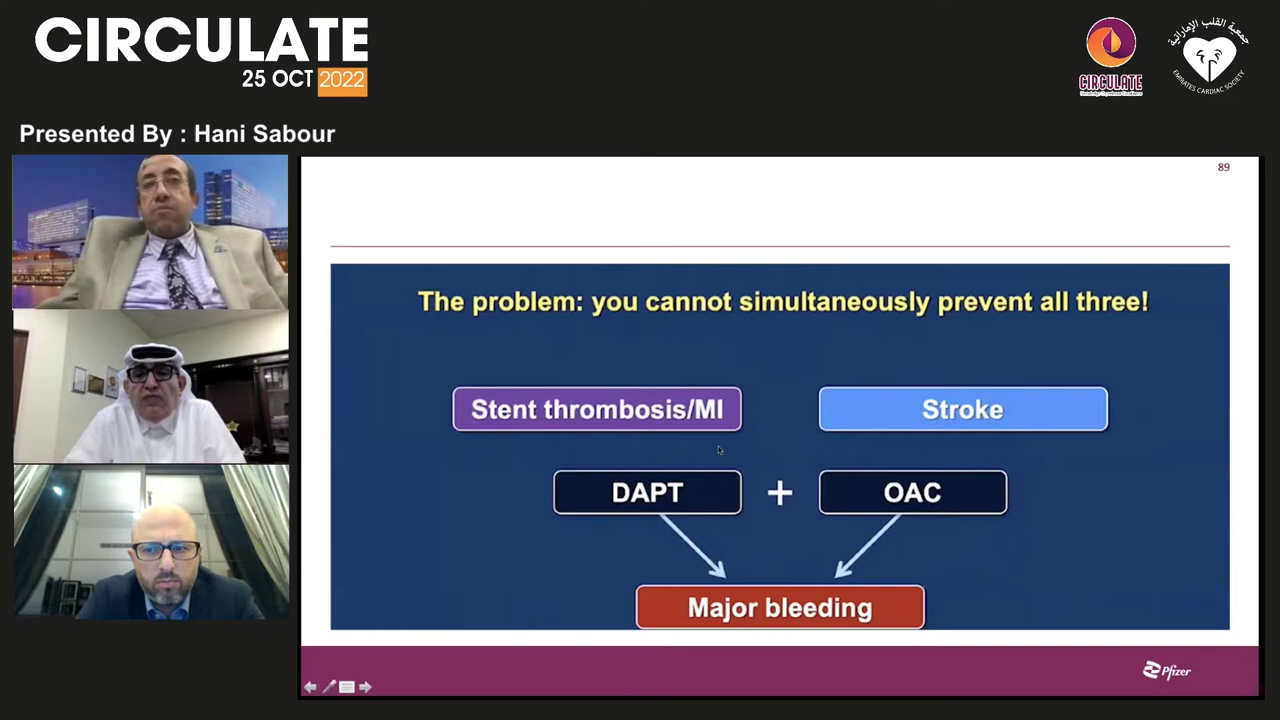 CIRCULATE
25 OCT 2022
CIRCULATE
جمعية القلب الإماراتية
EMIRATES CARDIAC SOCIETY
Presented By : Hani Sabour
89
The problem: you cannot simultaneously prevent all three!
Stent thrombosis/MI
Stroke
DAPT + OAC
Major bleeding
Pfizer